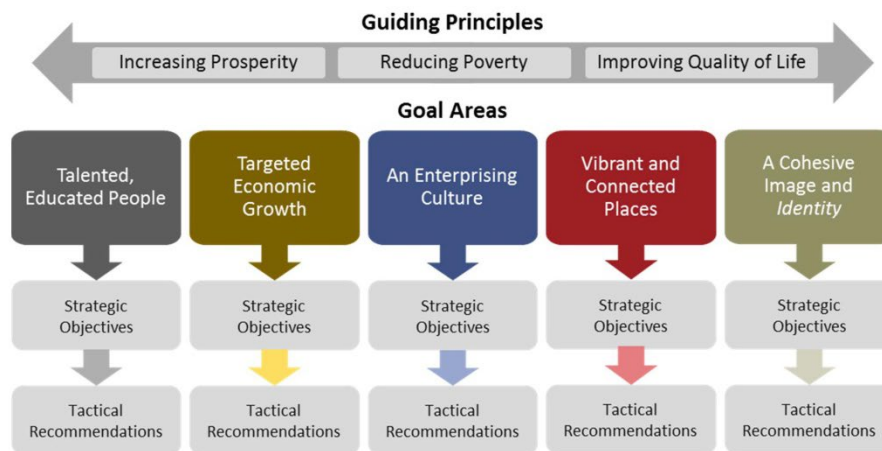 Guiding Principles
Increasing Prosperity
Reducing Poverty
Improving Quality of Life
Goal Areas
Talented,
Educated People
Targeted
Economic
Growth
An Enterprising
Culture
Vibrant and
Connected
Places
A Cohesive
Image and
Identity
Strategic
Objectives
Strategic
Objectives
Strategic
Objectives
Strategic
Objectives
Strategic
Objectives
Tactical
Recommendations
Tactical
Recommendations
Tactical
Recommendations
Tactical
Recommendations
Tactical
Recommendations